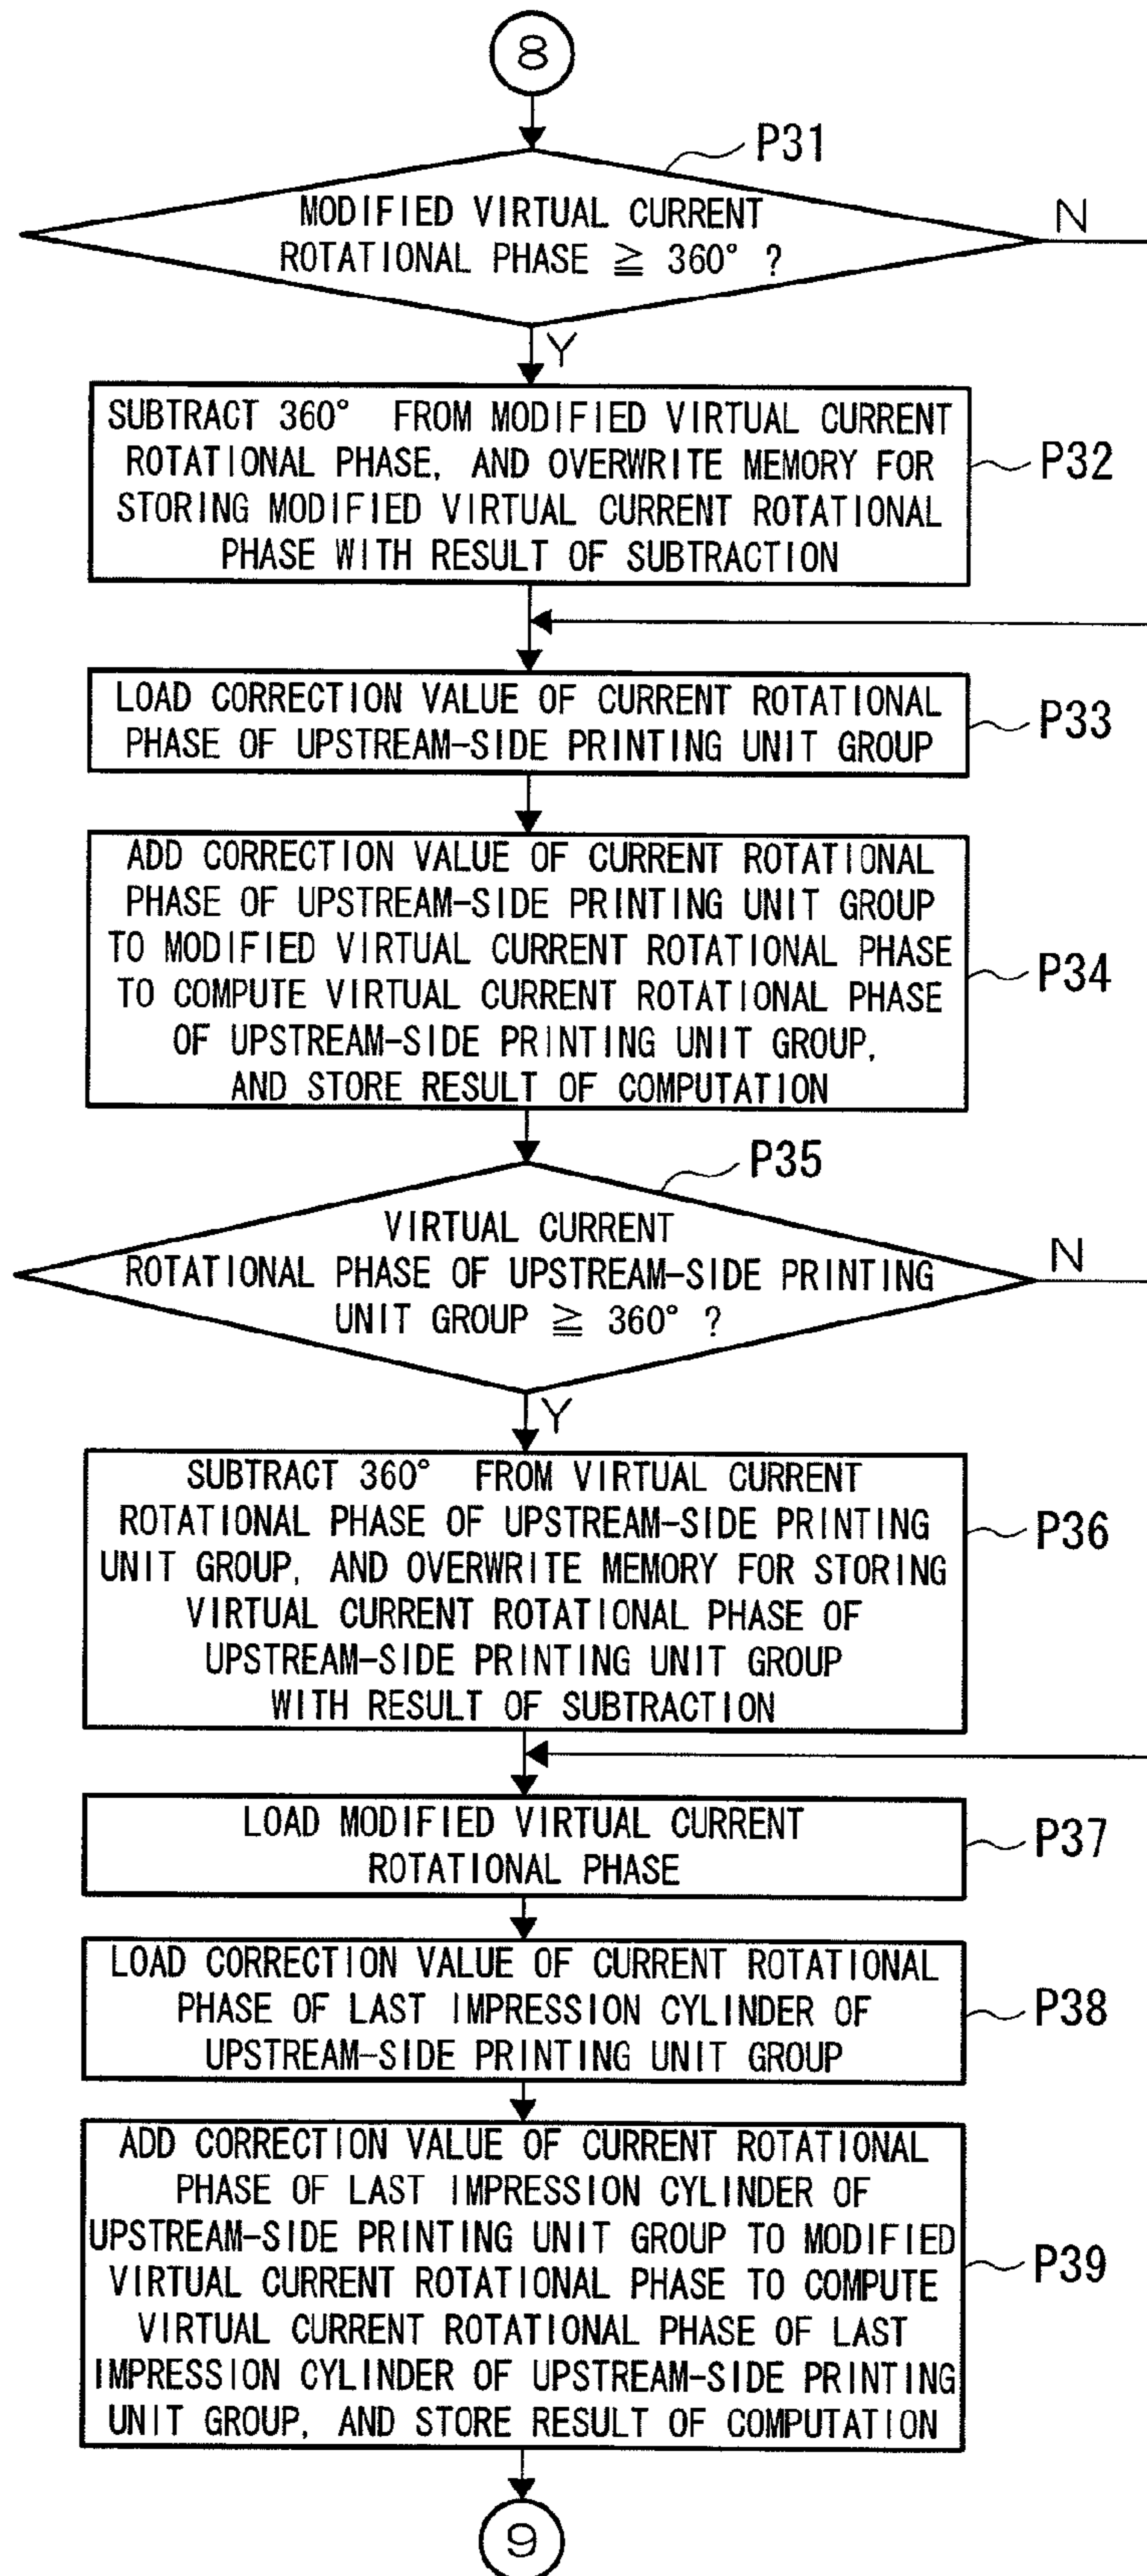 8
P31
MODIFIED VIRTUAL CURRENT
ROTATIONAL PHASE ≧ 360° ?
N
Y
SUBTRACT 360° FROM MODIFIED VIRTUAL CURRENT
ROTATIONAL PHASE, AND OVERWRITE MEMORY FOR
STORING MODIFIED VIRTUAL CURRENT ROTATIONAL
PHASE WITH RESULT OF SUBTRACTION
P32
LOAD CORRECTION VALUE OF CURRENT ROTATIONAL
PHASE OF UPSTREAM-SIDE PRINTING UNIT GROUP
P33
ADD CORRECTION VALUE OF CURRENT ROTATIONAL
PHASE OF UPSTREAM-SIDE PRINTING UNIT GROUP
TO MODIFIED VIRTUAL CURRENT ROTATIONAL PHASE
TO COMPUTE VIRTUAL CURRENT ROTATIONAL PHASE
OF UPSTREAM-SIDE PRINTING UNIT GROUP,
AND STORE RESULT OF COMPUTATION
P34
P35
VIRTUAL CURRENT
ROTATIONAL PHASE OF UPSTREAM-SIDE PRINTING
UNIT GROUP ≧ 360° ?
N
Y
SUBTRACT 360° FROM VIRTUAL CURRENT
ROTATIONAL PHASE OF UPSTREAM-SIDE PRINTING
UNIT GROUP, AND OVERWRITE MEMORY FOR STORING
VIRTUAL CURRENT ROTATIONAL PHASE OF
UPSTREAM-SIDE PRINTING UNIT GROUP
WITH RESULT OF SUBTRACTION
P36
LOAD MODIFIED VIRTUAL CURRENT
ROTATIONAL PHASE
P37
LOAD CORRECTION VALUE OF CURRENT ROTATIONAL
PHASE OF LAST IMPRESSION CYLINDER OF
UPSTREAM-SIDE PRINTING UNIT GROUP
P38
ADD CORRECTION VALUE OF CURRENT ROTATIONAL
PHASE OF LAST IMPRESSION CYLINDER OF
UPSTREAM-SIDE PRINTING UNIT GROUP TO MODIFIED
VIRTUAL CURRENT ROTATIONAL PHASE TO COMPUTE
VIRTUAL CURRENT ROTATIONAL PHASE OF LAST
IMPRESSION CYLINDER OF UPSTREAM-SIDE PRINTING
UNIT GROUP, AND STORE RESULT OF COMPUTATION
P39
9